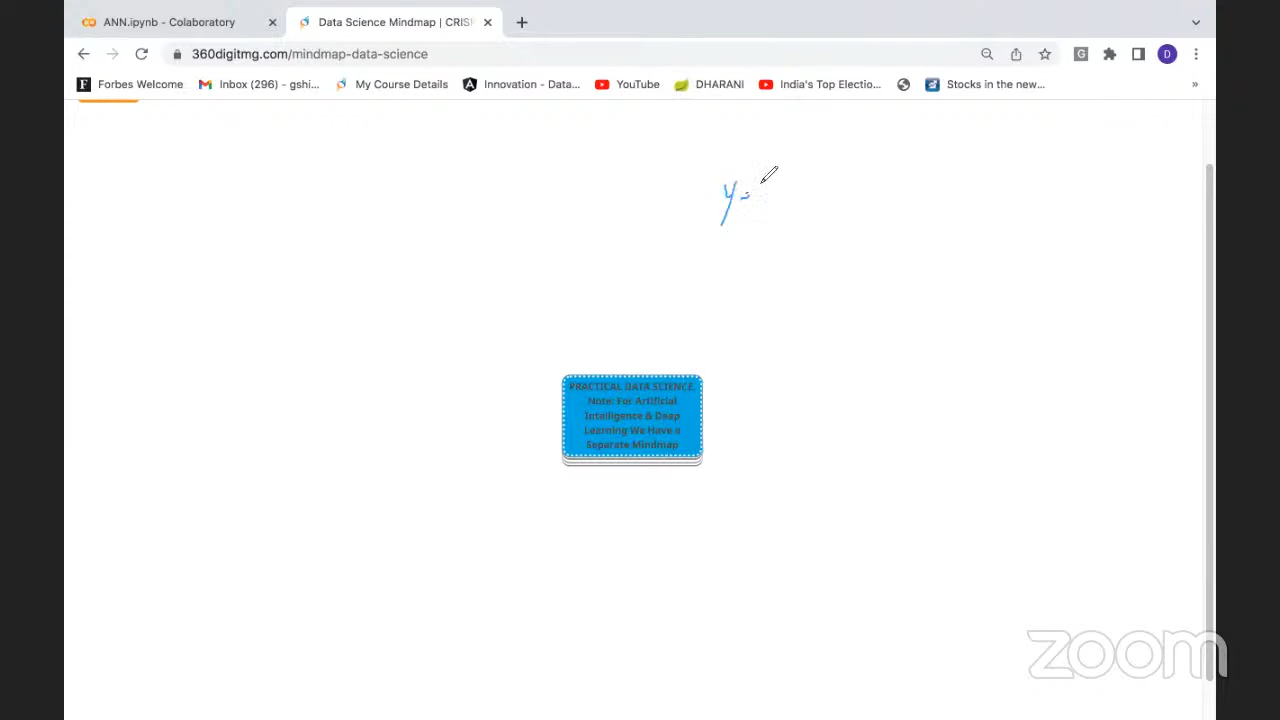 ANN.ipynb - Colaboratory
Data Science Mindmap | CRISP
360digitmg.com/mindmap-data-science
G
D
F Forbes Welcome
Inbox (296) - gshi...
My Course Details
Innovation - Data...
YouTube
DHARANI
India's Top Electio...
Stocks in the new...
»
y =
PRACTICAL DATA SCIENCE.
Note: For Artificial
Intelligence & Deep
Learning We Have a
Separate Mindmap
zoom